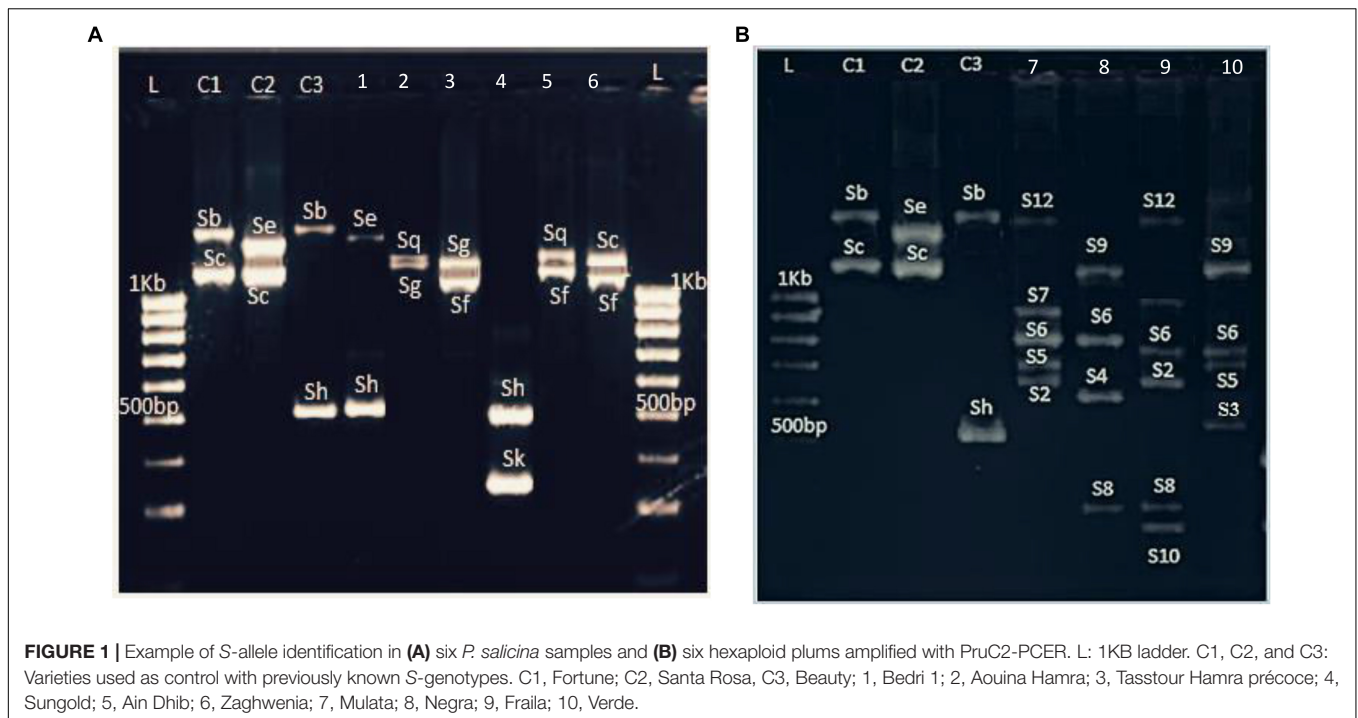 A
L C1 C2 C3 1 2 3 4 5 6 L
Sb Se Sb Se Sq Sg Sq Sc
Sc Sc Sg Sf Sf Sf
1Kb 1Kb
Sh Sh Sh
500bp 500bp
Sk
B
L C1 C2 C3 7 8 9 10
Sb Se Sb S12 S12
Sc Sc S9 S9
1Kb
S7
S6 S6 S6 S6
S5 S4 S2 S5
S2 S3
500bp Sh
S8 S8
S10
FIGURE 1 | Example of S-allele identification in (A) six P. salicina samples and (B) six hexaploid plums amplified with PruC2-PCER. L: 1KB ladder. C1, C2, and C3:
Varieties used as control with previously known S-genotypes. C1, Fortune; C2, Santa Rosa, C3, Beauty; 1, Bedri 1; 2, Aouina Hamra; 3, Tasstour Hamra précoce; 4,
Sungold; 5, Ain Dhib; 6, Zaghwenia; 7, Mulata; 8, Negra; 9, Fraila; 10, Verde.